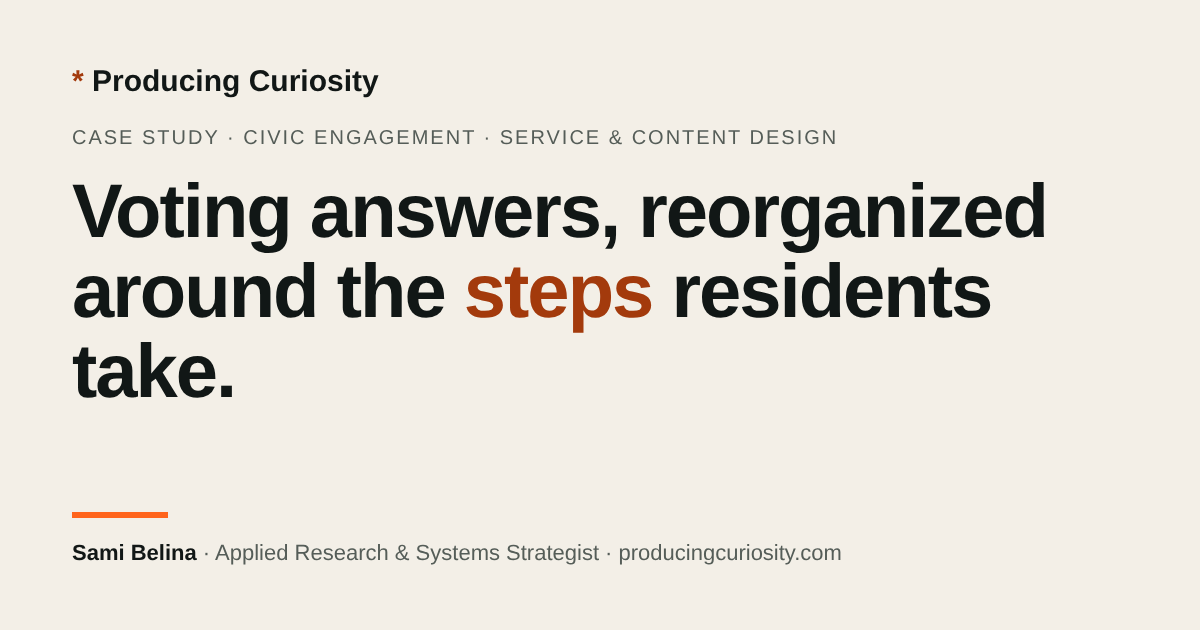 * Producing Curiosity
CASE STUDY · CIVIC ENGAGEMENT · SERVICE & CONTENT DESIGN
Voting answers, reorganized
around the steps residents
take.
Sami Belina · Applied Research & Systems Strategist · producingcuriosity.com